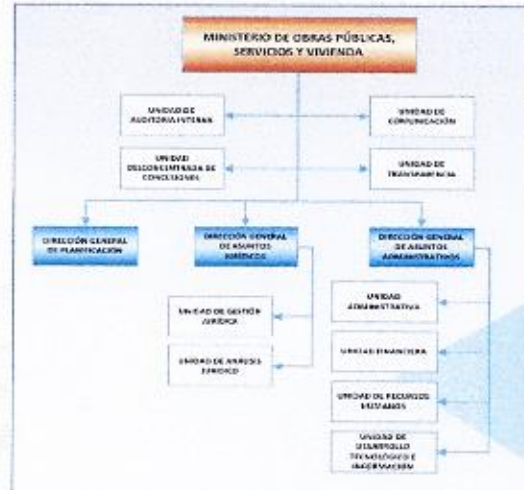 MINISTERIO DE OBRAS PÚBLICAS,
SERVICIOS Y VIVIENDA
UNIDAD DE
AUDITORIA INTERNA
UNIDAD DE
COMUNICACIÓN
UNIDAD
DESCONCENTRADA DE
CONCLUSIONES
UNIDAD DE
TRANSPARENCIA
DIRECCIÓN GENERAL
DE PLANIFICACIÓN
DIRECCIÓN GENERAL
DE ASUNTOS
JURÍDICOS
DIRECCIÓN GENERAL
DE ASUNTOS
ADMINISTRATIVOS
UNIDAD DE GESTIÓN
JURÍDICA
UNIDAD DE ANÁLISIS
JURÍDICO
UNIDAD
ADMINISTRATIVA
UNIDAD FINANCIERA
UNIDAD DE RECURSOS
HUMANOS
UNIDAD DE
DESARROLLO
TECNOLÓGICO E
INFORMACIÓN